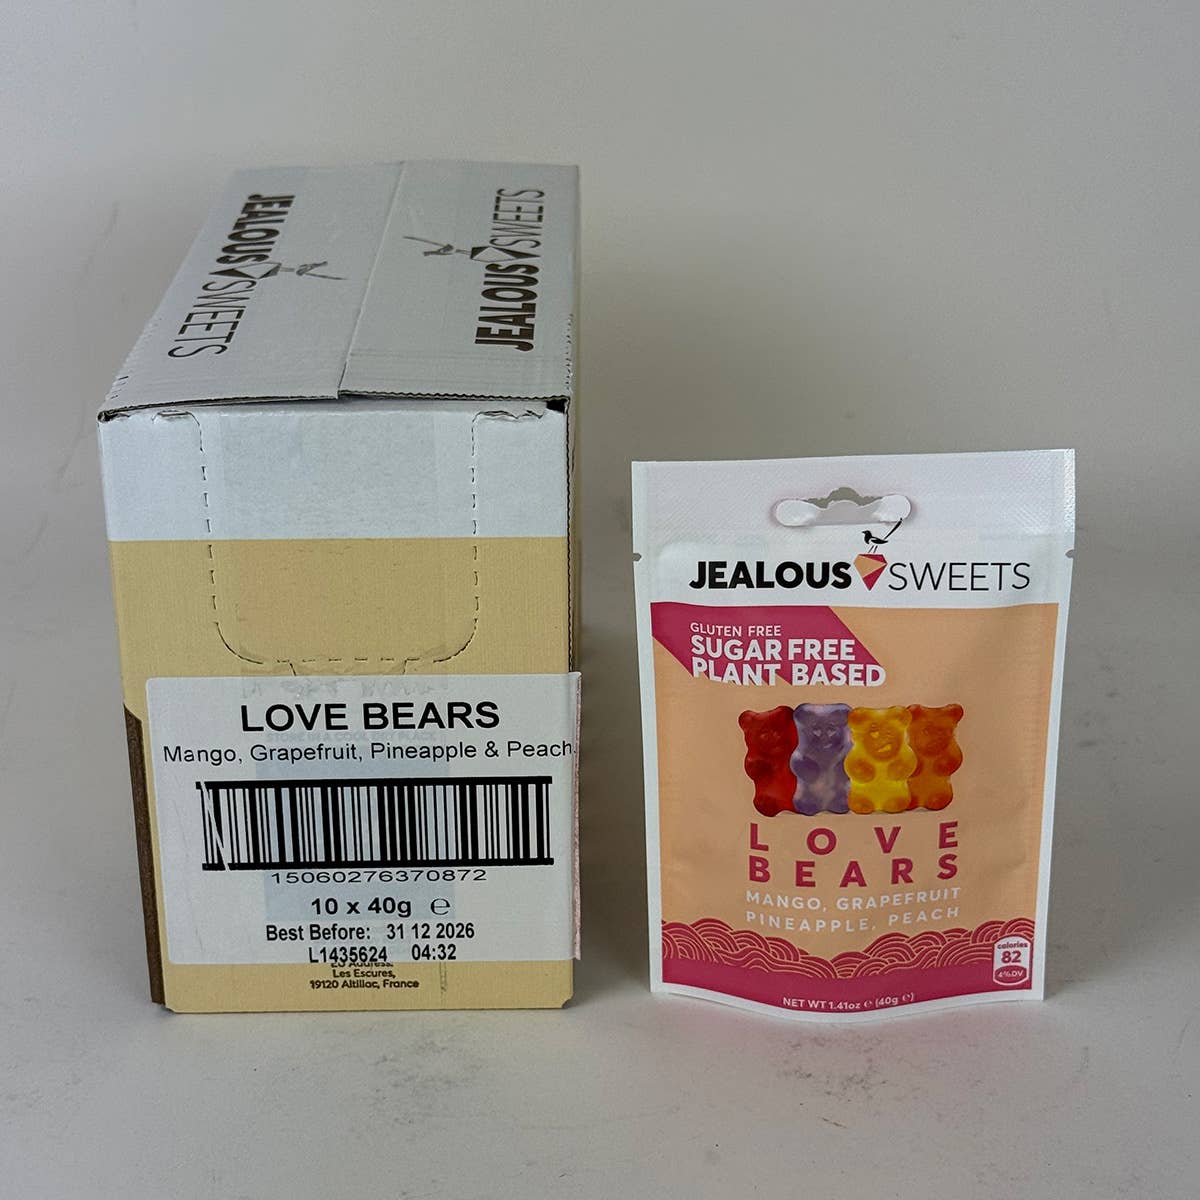 JEALOUS SWEETS
JEALOUS SWEETS
LOVE BEARS
Mango, Grapefruit, Pineapple & Peach
15060276370872
10 x 40g ℮
Best Before: 31 12 2026
L1435624 04:32
EU Address:
Les Escures,
19120 Altillac, France
JEALOUS SWEETS
GLUTEN FREE
SUGAR FREE
PLANT BASED
LOVE
BEARS
MANGO, GRAPEFRUIT
PINEAPPLE, PEACH
calories
82
4%DV
NET WT 1.41oz ℮ (40g ℮)